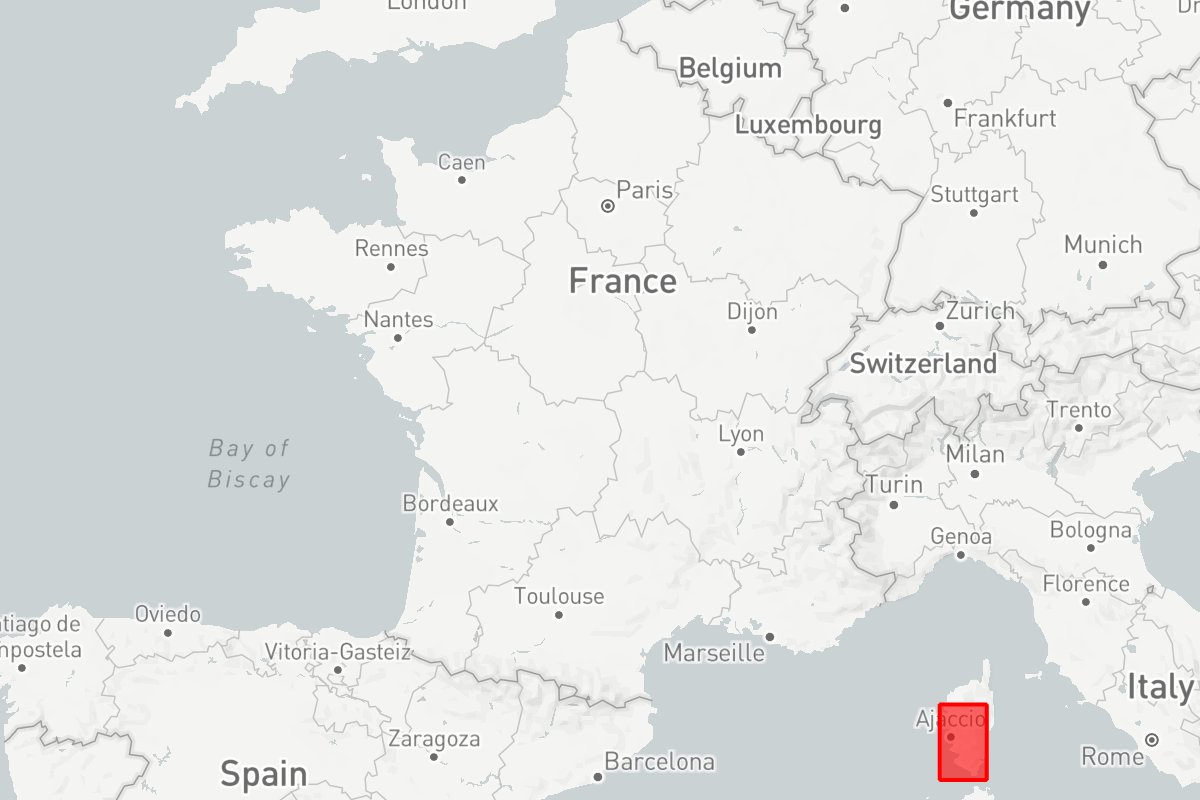 London
Germany
Belgium
Luxembourg
Frankfurt
Caen
Paris
Stuttgart
Rennes
Munich
France
Nantes
Dijon
Zurich
Switzerland
Trento
Bay of
Biscay
Lyon
Milan
Turin
Bordeaux
Genoa
Bologna
Florence
Toulouse
Oviedo
tiago de
mpostela
Vitoria-Gasteiz
Marseille
Italy
Ajaccio
Zaragoza
Rome
Barcelona
Spain